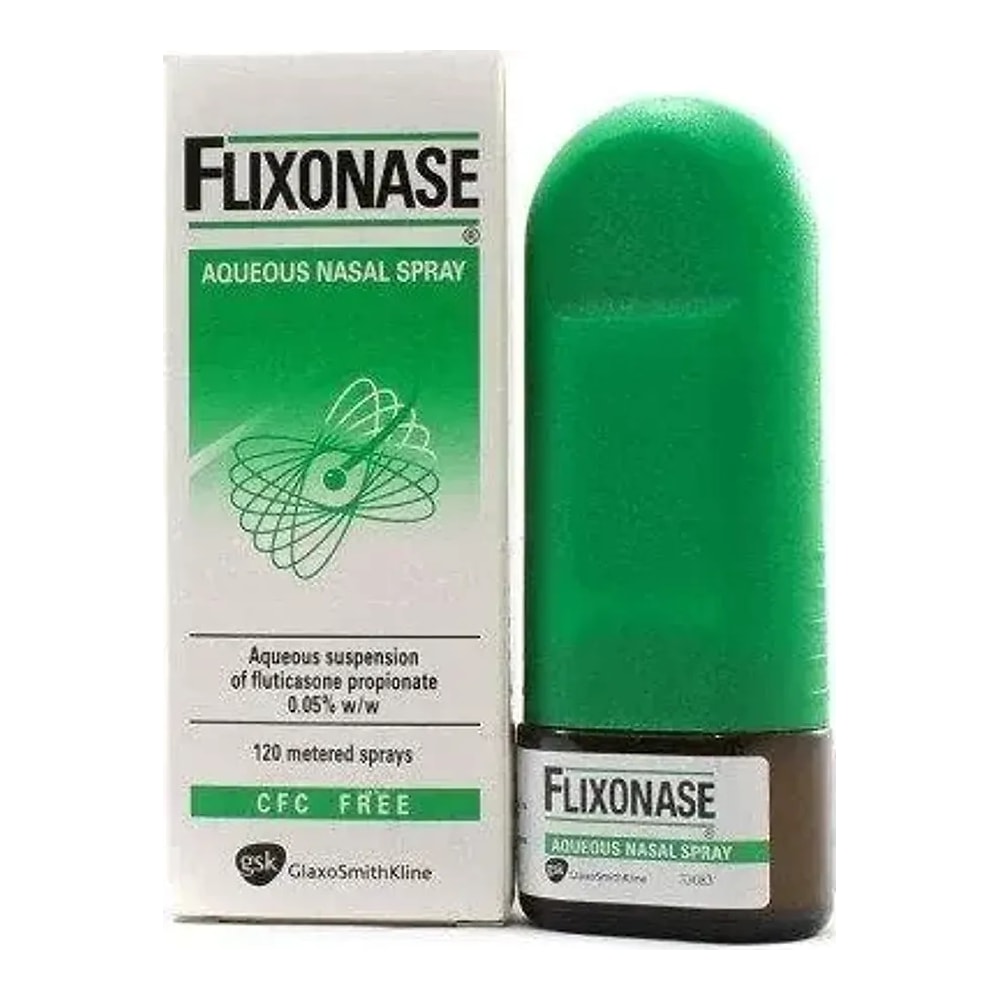 FLIXONASE
®
AQUEOUS NASAL SPRAY
Aqueous suspension
of fluticasone propionate
0.05% w/w
120 metered sprays
CFC FREE
gsk GlaxoSmithKline
FLIXONASE
®
AQUEOUS NASAL SPRAY
gsk GlaxoSmithKline